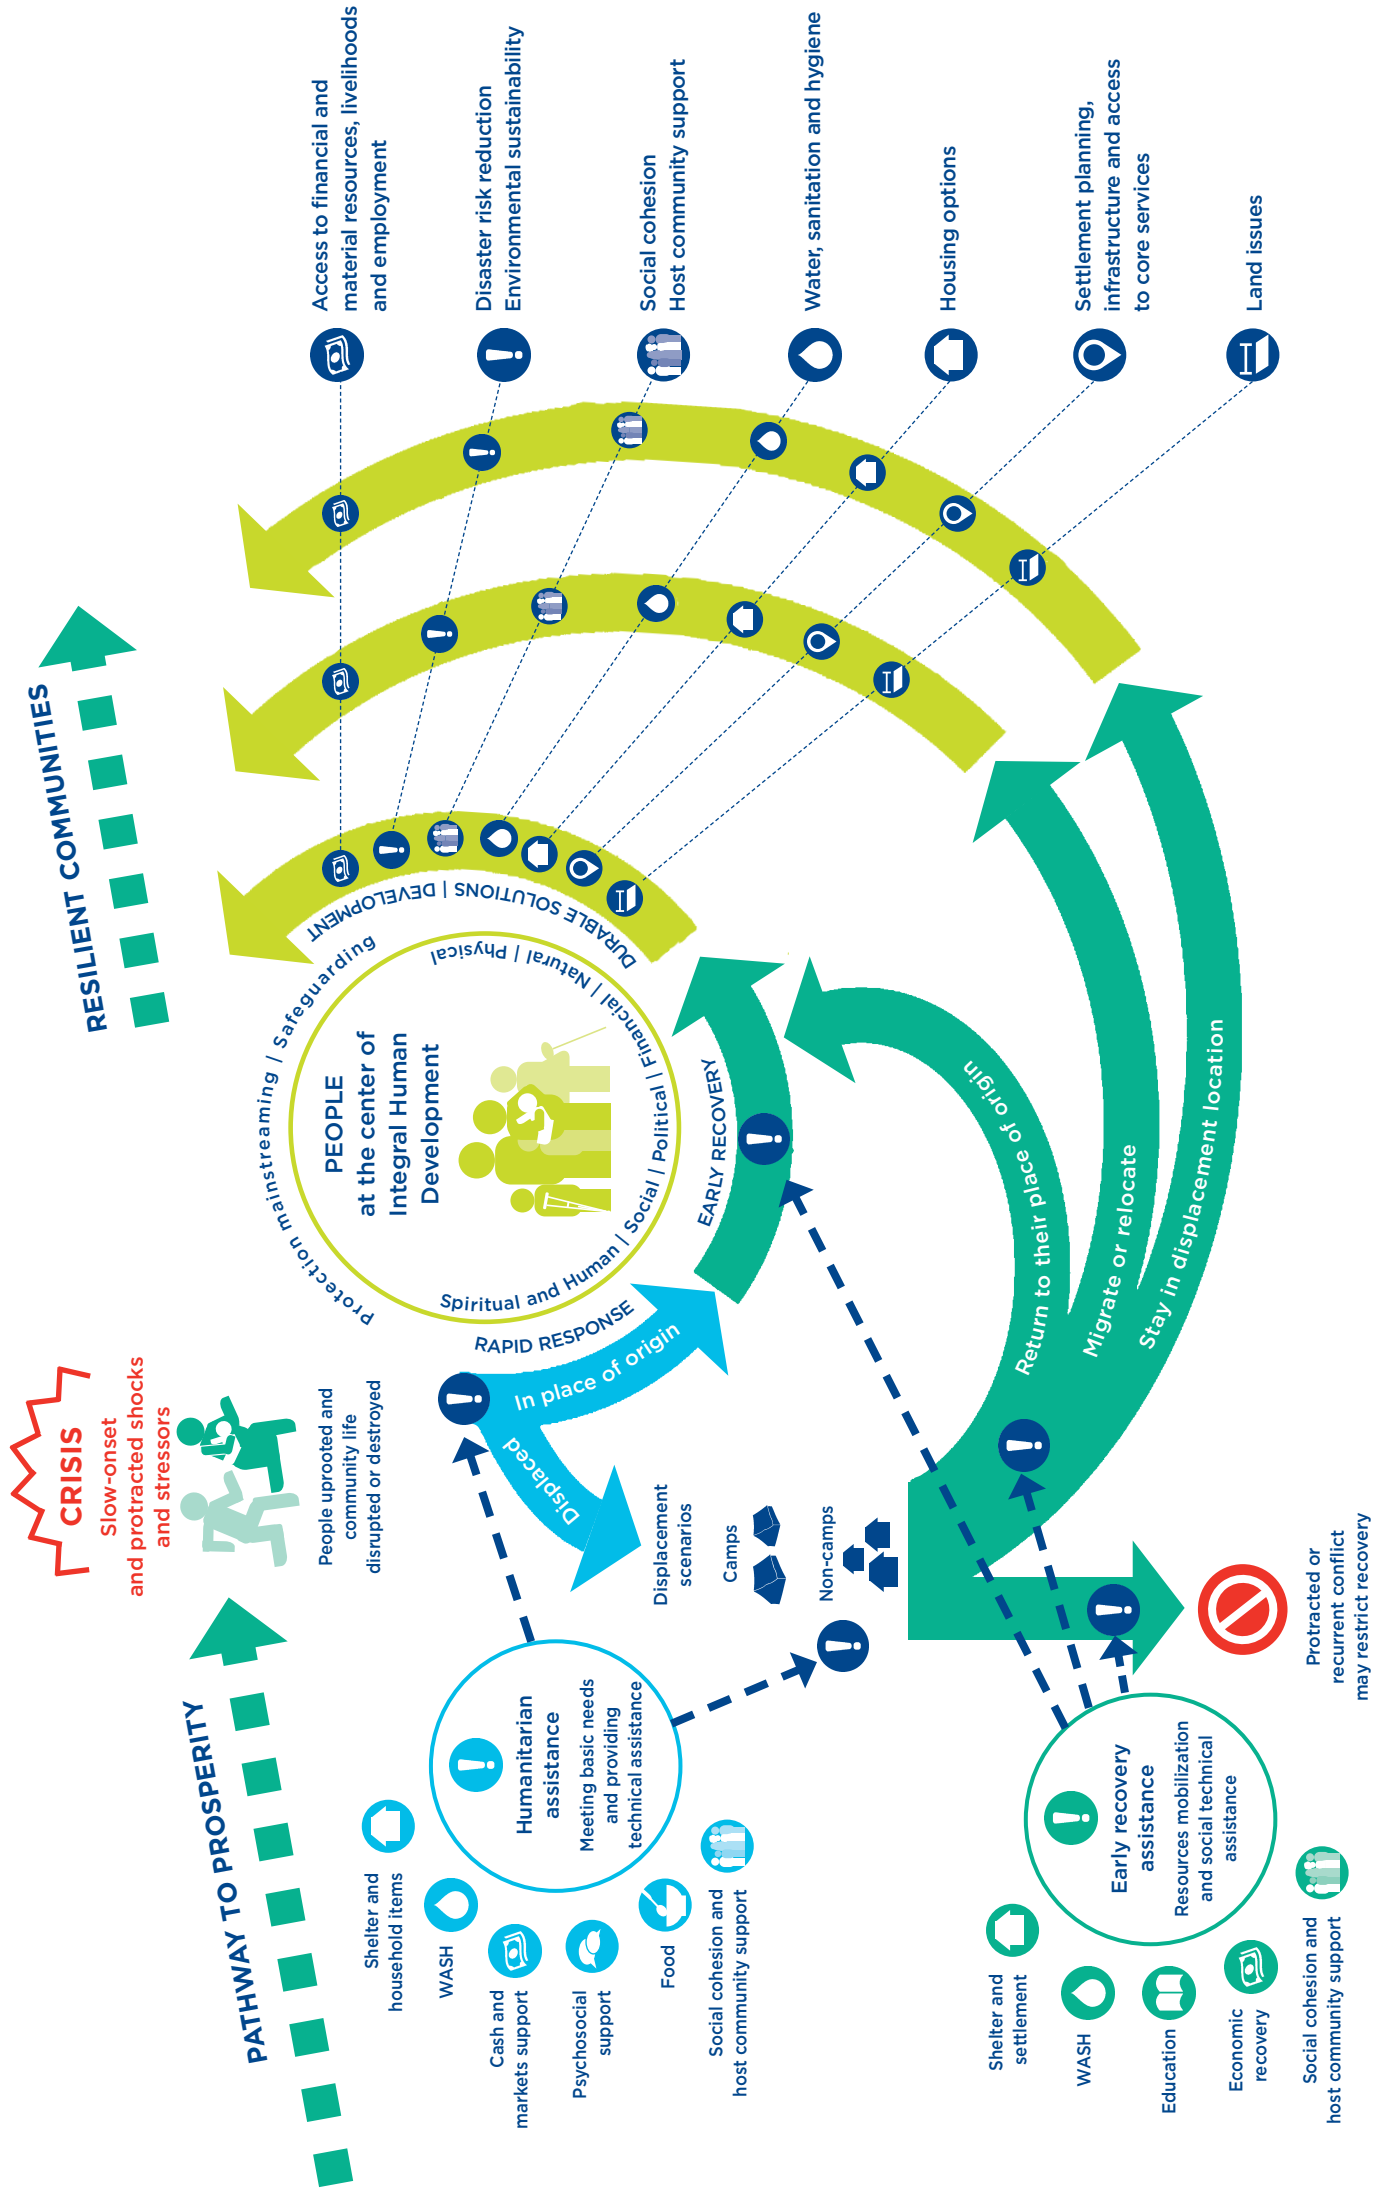 PATHWAY TO PROSPERITY
CRISIS
Slow-onset
and protracted shocks
and stressors
People uprooted and
community life
disrupted or destroyed
RESILIENT COMMUNITIES
Protection mainstreaming | Safeguarding
PEOPLE
at the center of
Integral Human
Development
Spiritual and Human | Social | Political | Financial | Natural | Physical
RAPID RESPONSE
EARLY RECOVERY
DURABLE SOLUTIONS | DEVELOPMENT
In place of origin
Displaced
Displacement
scenarios
Camps
Non-camps
Shelter and
household items
WASH
Cash and
markets support
Psychosocial
support
Food
Social cohesion and
host community support
Humanitarian
assistance
Meeting basic needs
and providing
technical assistance
Shelter and
settlement
WASH
Education
Economic
recovery
Social cohesion and
host community support
Early recovery
assistance
Resources mobilization
and social technical
assistance
Protracted or
recurrent conflict
may restrict recovery
Return to their place of origin
Migrate or relocate
Stay in displacement location
Access to financial and
material resources, livelihoods
and employment
Disaster risk reduction
Environmental sustainability
Social cohesion
Host community support
Water, sanitation and hygiene
Housing options
Settlement planning,
infrastructure and access
to core services
Land issues